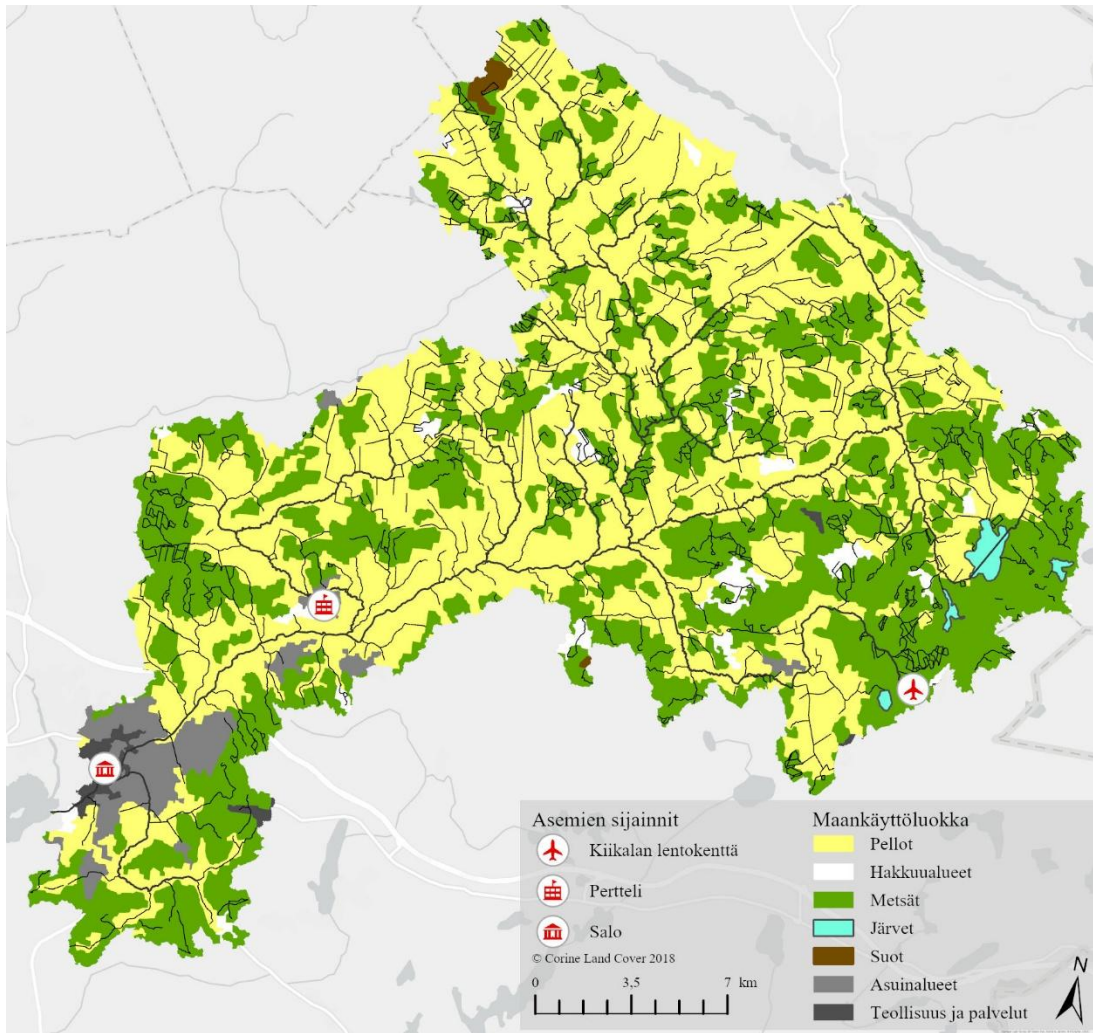 Asemien sijainnit
Kiikalan lentokenttä
Pertteli
Salo
© Corine Land Cover 2018
0 3,5 7 km
Maankäyttöluokka
Pellot
Hakkuualueet
Metsät
Järvet
Suot
Asuinalueet
Teollisuus ja palvelut
N